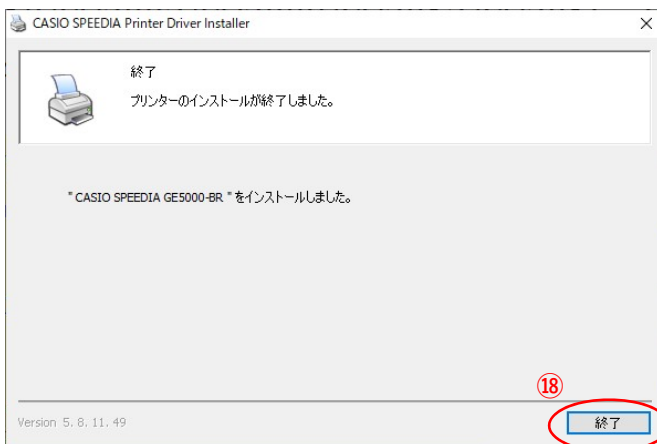 CASIO SPEEDIA Printer Driver Installer
終了
プリンターのインストールが終了しました。
" CASIO SPEEDIA GE5000-BR " をインストールしました。
⑱
Version 5.8.11.49
終了